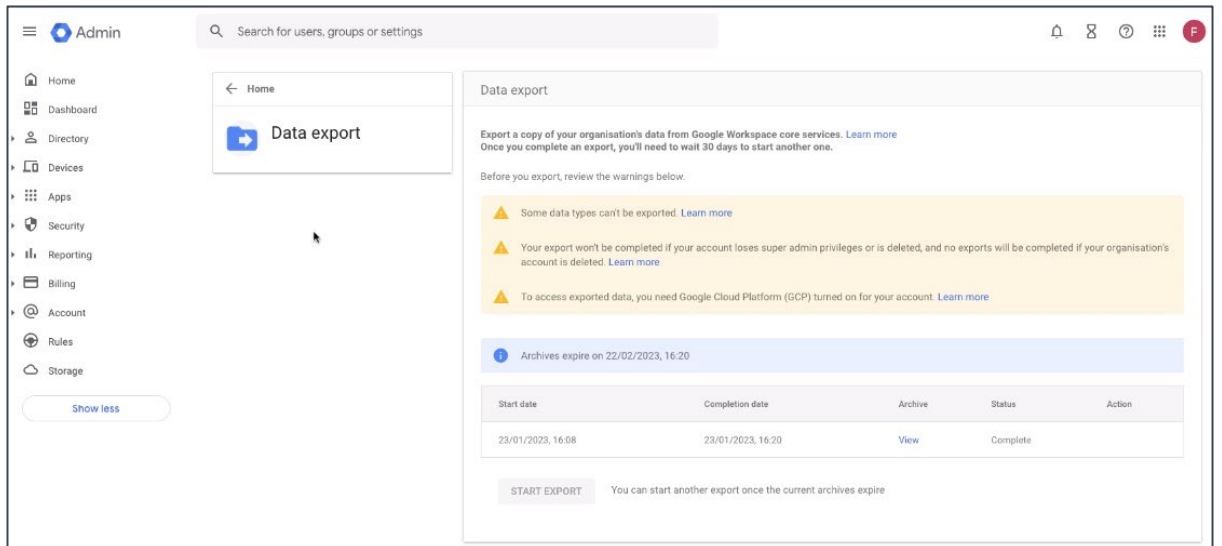 Admin
Search for users, groups or settings
F
Home
Dashboard
Directory
Devices
Apps
Security
Reporting
Billing
Account
Rules
Storage
Show less
Home
Data export
Data export
Export a copy of your organisation's data from Google Workspace core services. Learn more
Once you complete an export, you'll need to wait 30 days to start another one.
Before you export, review the warnings below.
Some data types can't be exported. Learn more
Your export won't be completed if your account loses super admin privileges or is deleted, and no exports will be completed if your organisation's
account is deleted. Learn more
To access exported data, you need Google Cloud Platform (GCP) turned on for your account. Learn more
Archives expire on 22/02/2023, 16:20
Start date Completion date Archive Status Action
23/01/2023, 16:08 23/01/2023, 16:20 View Complete
START EXPORT You can start another export once the current archives expire